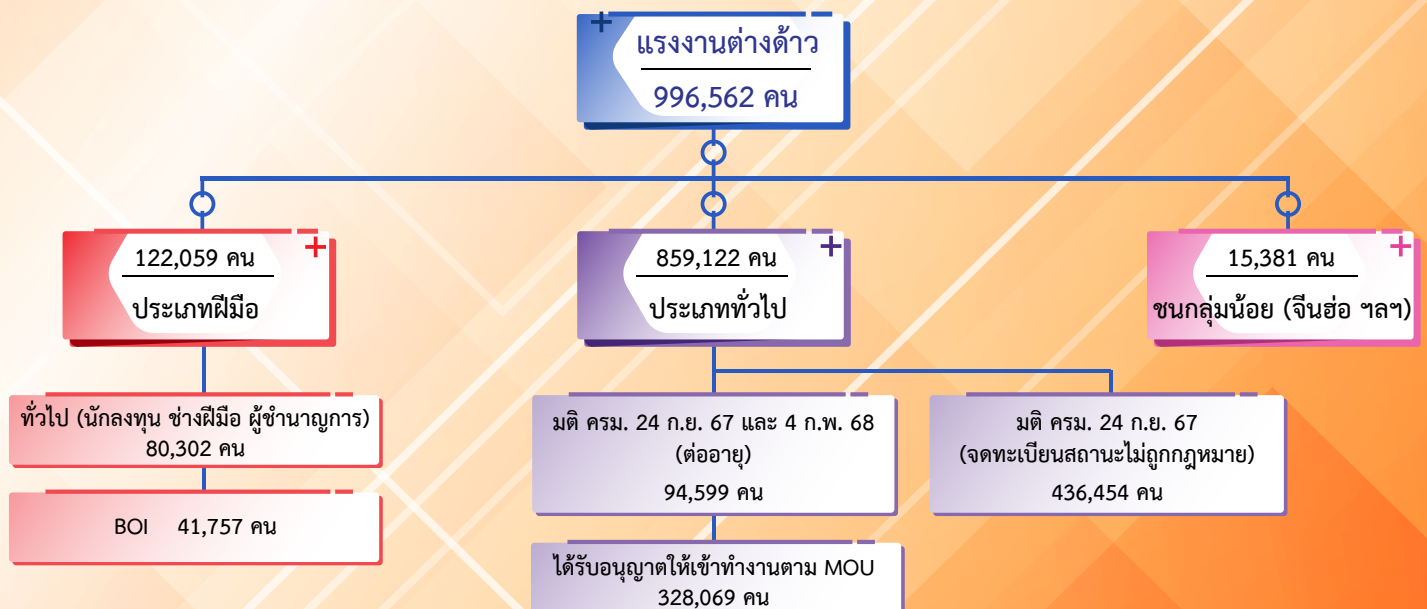 แรงงานต่างด้าว
996,562 คน
122,059 คน
ประเภทฝีมือ
859,122 คน
ประเภททั่วไป
15,381 คน
ชนกลุ่มน้อย (จีนฮ่อ ฯลฯ)
ทั่วไป (นักลงทุน ช่างฝีมือ ผู้ชำนาญการ)
80,302 คน
BOI 41,757 คน
มติ ครม. 24 ก.ย. 67 และ 4 ก.พ. 68
(ต่ออายุ)
94,599 คน
มติ ครม. 24 ก.ย. 67
(จดทะเบียนสถานะไม่ถูกกฎหมาย)
436,454 คน
ได้รับอนุญาตให้เข้าทำงานตาม MOU
328,069 คน